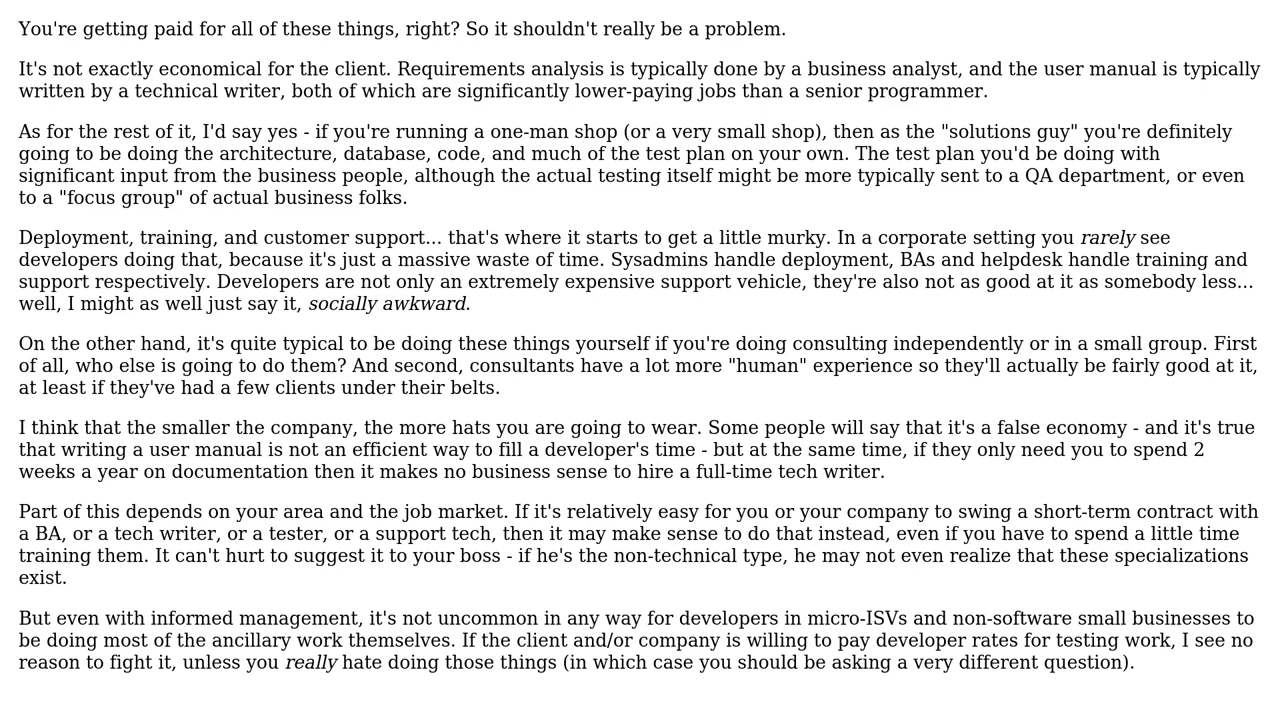 You're getting paid for all of these things, right? So it shouldn't really be a problem.
It's not exactly economical for the client. Requirements analysis is typically done by a business analyst, and the user manual is typically
written by a technical writer, both of which are significantly lower-paying jobs than a senior programmer.
As for the rest of it, I'd say yes - if you're running a one-man shop (or a very small shop), then as the "solutions guy" you're definitely
going to be doing the architecture, database, code, and much of the test plan on your own. The test plan you'd be doing with
significant input from the business people, although the actual testing itself might be more typically sent to a QA department, or even
to a "focus group" of actual business folks.
Deployment, training, and customer support... that's where it starts to get a little murky. In a corporate setting you rarely see
developers doing that, because it's just a massive waste of time. Sysadmins handle deployment, BAs and helpdesk handle training and
support respectively. Developers are not only an extremely expensive support vehicle, they're also not as good at it as somebody less...
well, I might as well just say it, socially awkward.
On the other hand, it's quite typical to be doing these things yourself if you're doing consulting independently or in a small group. First
of all, who else is going to do them? And second, consultants have a lot more "human" experience so they'll actually be fairly good at it,
at least if they've had a few clients under their belts.
I think that the smaller the company, the more hats you are going to wear. Some people will say that it's a false economy - and it's true
that writing a user manual is not an efficient way to fill a developer's time - but at the same time, if they only need you to spend 2
weeks a year on documentation then it makes no business sense to hire a full-time tech writer.
Part of this depends on your area and the job market. If it's relatively easy for you or your company to swing a short-term contract with
a BA, or a tech writer, or a tester, or a support tech, then it may make sense to do that instead, even if you have to spend a little time
training them. It can't hurt to suggest it to your boss - if he's the non-technical type, he may not even realize that these specializations
exist.
But even with informed management, it's not uncommon in any way for developers in micro-ISVs and non-software small businesses to
be doing most of the ancillary work themselves. If the client and/or company is willing to pay developer rates for testing work, I see no
reason to fight it, unless you really hate doing those things (in which case you should be asking a very different question).